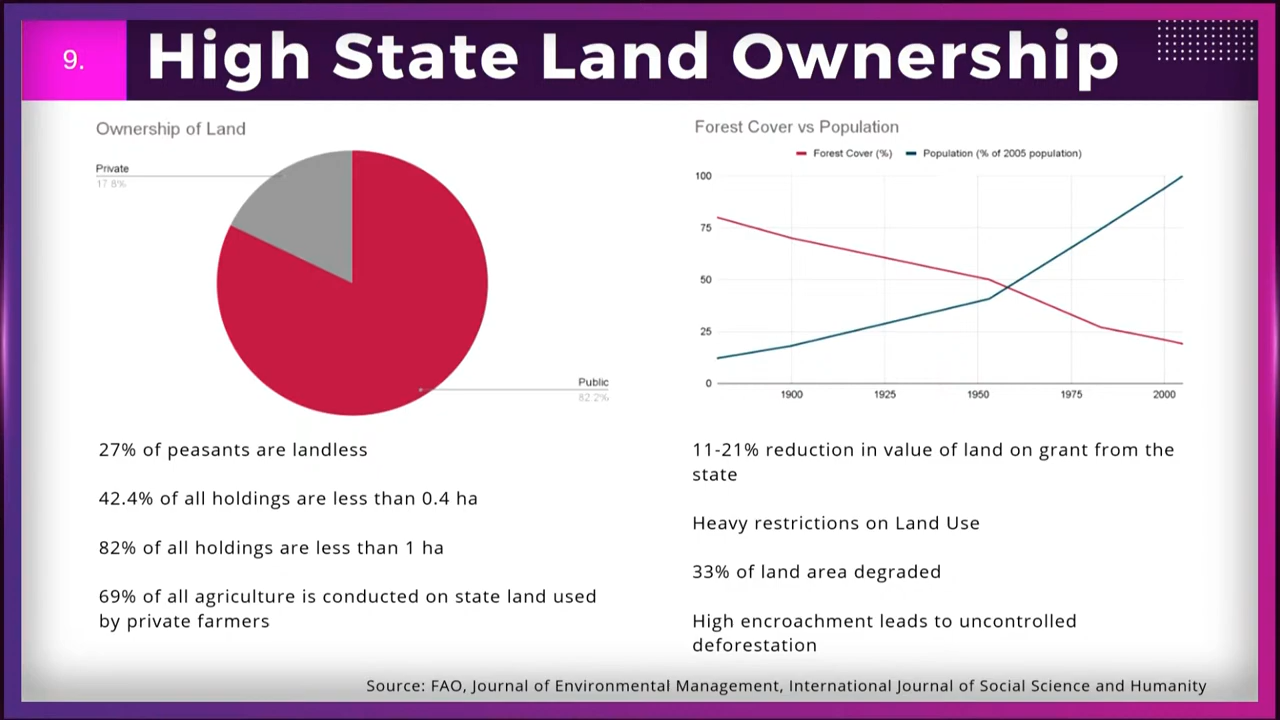 9.
High State Land Ownership
Ownership of Land
Private
17.8%
Public
82.2%
27% of peasants are landless
42.4% of all holdings are less than 0.4 ha
82% of all holdings are less than 1 ha
69% of all agriculture is conducted on state land used
by private farmers
Forest Cover vs Population
Forest Cover (%)
Population (% of 2005 population)
100
75
50
25
0
1900
1925
1950
1975
2000
11-21% reduction in value of land on grant from the
state
Heavy restrictions on Land Use
33% of land area degraded
High encroachment leads to uncontrolled
deforestation
Source: FAO, Journal of Environmental Management, International Journal of Social Science and Humanity